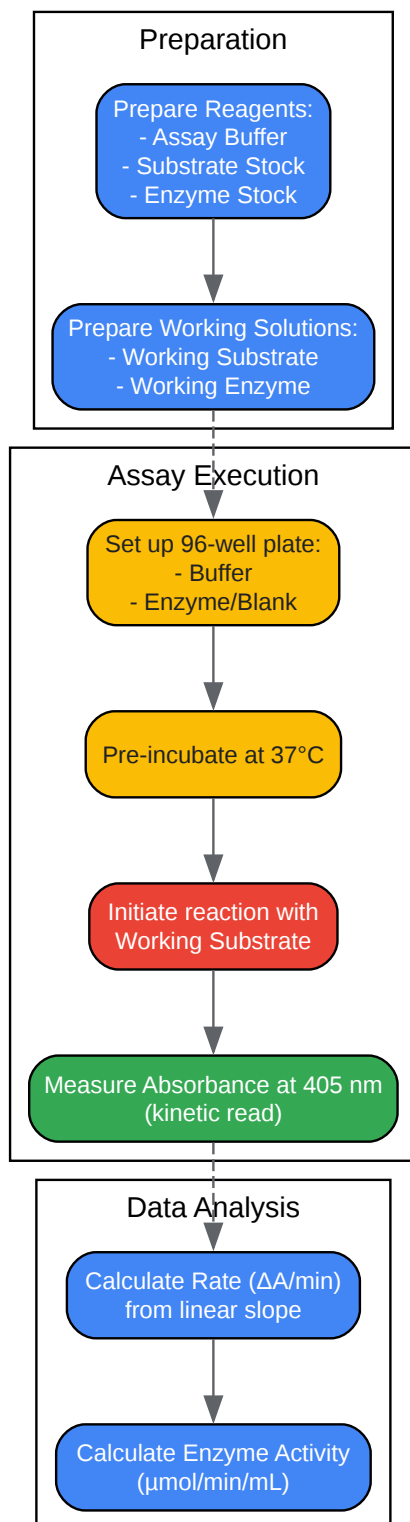 Preparation
Prepare Reagents:
- Assay Buffer
- Substrate Stock
- Enzyme Stock
Prepare Working Solutions:
- Working Substrate
- Working Enzyme
Assay Execution
Set up 96-well plate:
- Buffer
- Enzyme/Blank
Pre-incubate at 37°C
Initiate reaction with
Working Substrate
Measure Absorbance at 405 nm
(kinetic read)
Data Analysis
Calculate Rate (ΔA/min)
from linear slope
Calculate Enzyme Activity
(µmol/min/mL)